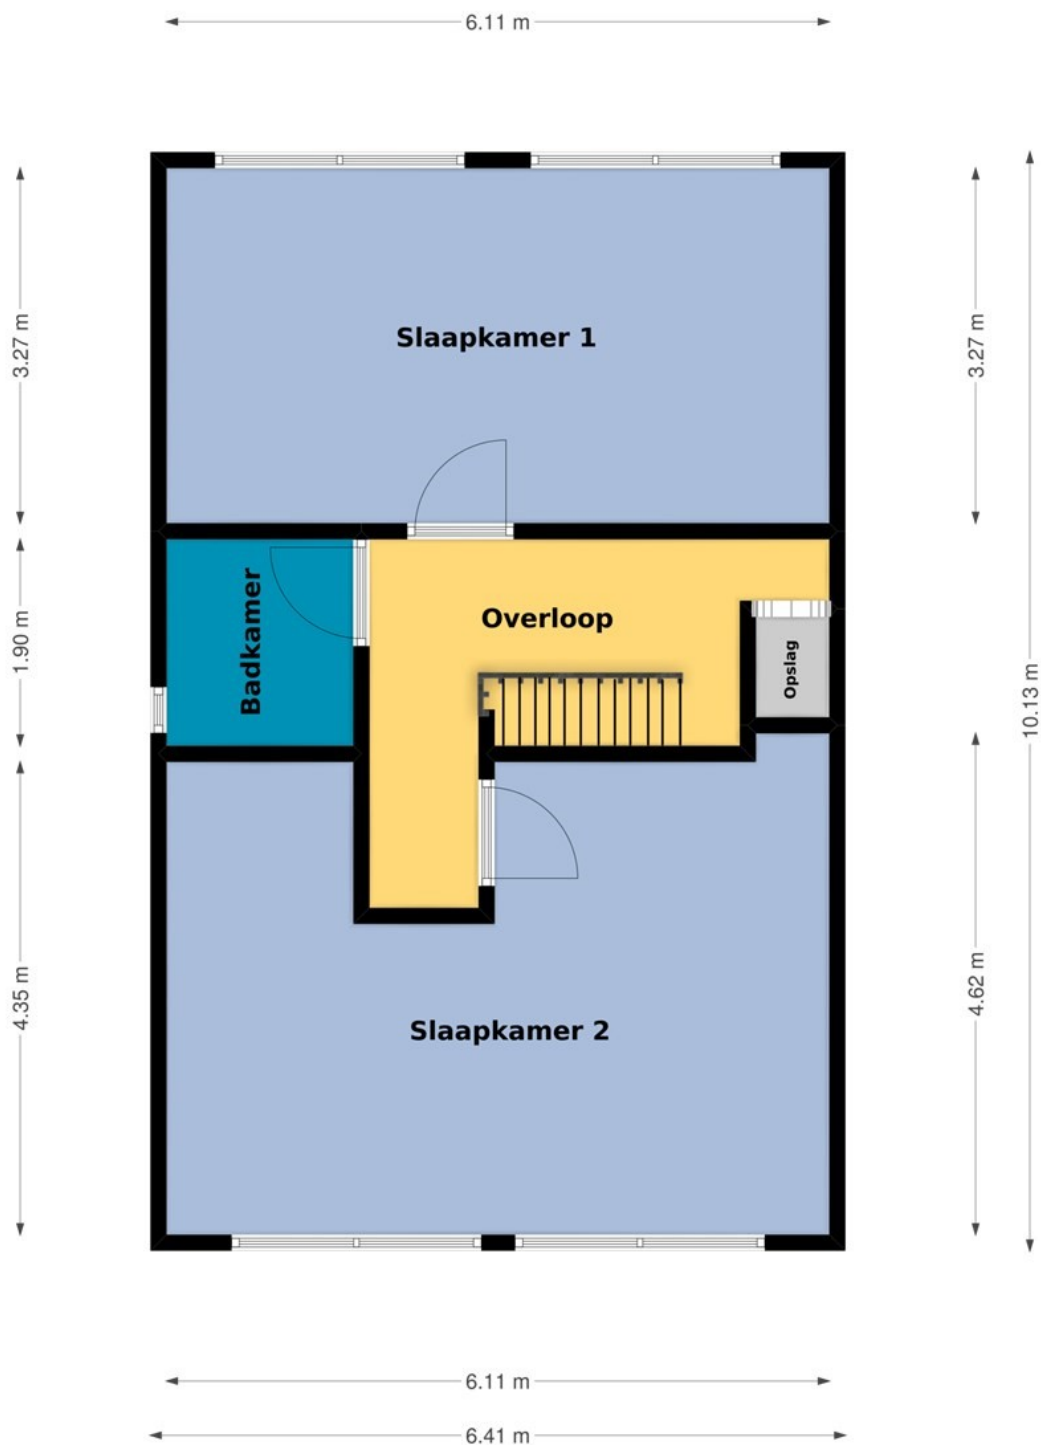 6.11 m
Slaapkamer 1
3.27 m
3.27 m
Badkamer
Overloop
Opslag
1.90 m
10.13 m
4.35 m
4.62 m
Slaapkamer 2
6.11 m
6.41 m